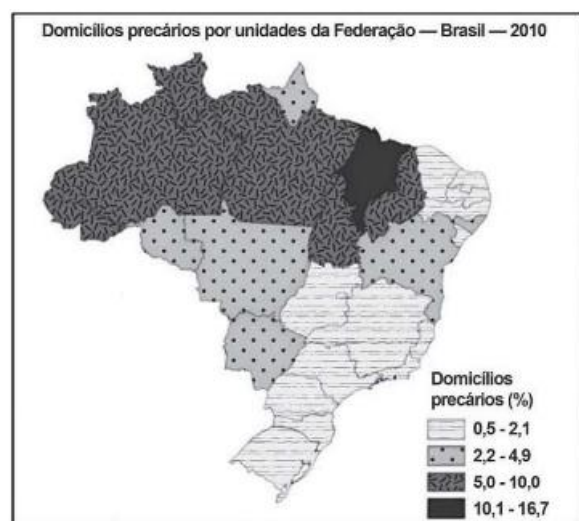 Domicílios precários por unidades da Federação — Brasil — 2010
Domicílios
precários (%)
0,5 - 2,1
2,2 - 4,9
5,0 - 10,0
10,1 - 16,7